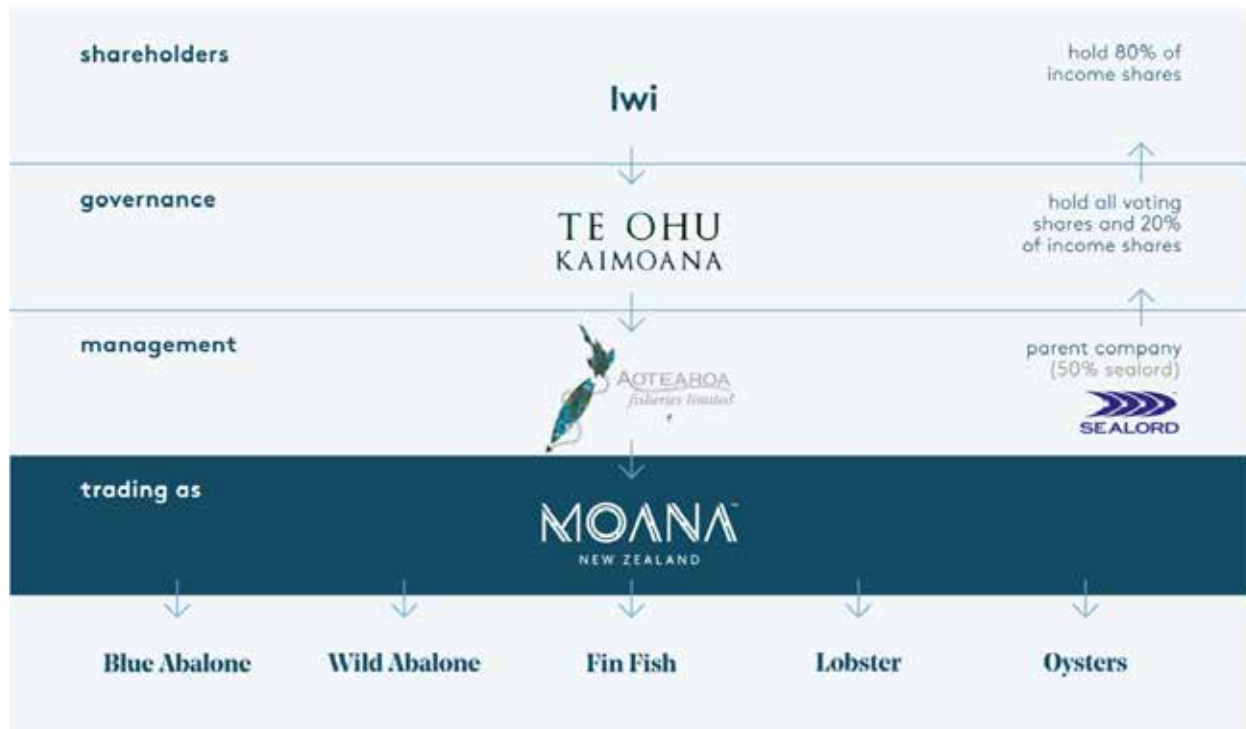 shareholders
Iwi
hold 80% of
income shares
governance
TE OHU
KAIMOANA
hold all voting
shares and 20%
of income shares
management
AOTEAROA
fisheries limited
parent company
(50% sealord)
SEALORD
trading as
MOANA™
NEW ZEALAND
Blue Abalone
Wild Abalone
Fin Fish
Lobster
Oysters